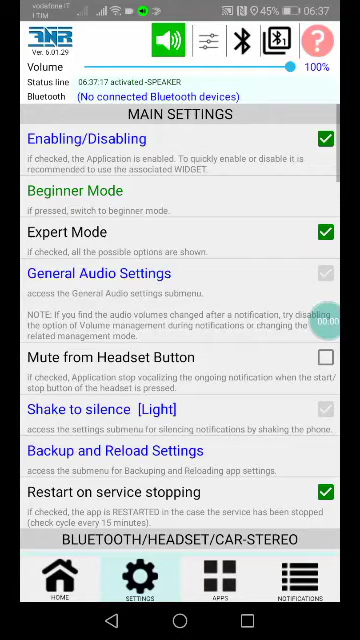 vodafone IT
I TIM
45% 06:37
BNR
Ver. 6.01.29
Volume 100%
Status line 06:37:17 activated -SPEAKER
Bluetooth (No connected Bluetooth devices)
MAIN SETTINGS
Enabling/Disabling
if checked, the Application is enabled. To quickly enable or disable it is
recommended to use the associated WIDGET.
Beginner Mode
if pressed, switch to beginner mode.
Expert Mode
if checked, all the possible options are shown.
General Audio Settings
access the General Audio settings submenu.
NOTE: If you find the audio volumes changed after a notification, try disabling
the option of Volume management during notifications or changing the
related management mode.
00:00
Mute from Headset Button
if checked, Application stop vocalizing the ongoing notification when the start/
stop button of the headset is pressed.
Shake to silence [Light]
access the settings submenu for silencing notifications by shaking the phone.
Backup and Reload Settings
access the submenu for Backuping and Reloading app settings.
Restart on service stopping
if checked, the app is RESTARTED in the case the service has been stopped
(check cycle every 15 minutes).
BLUETOOTH/HEADSET/CAR-STEREO
HOME SETTINGS APPS NOTIFICATIONS